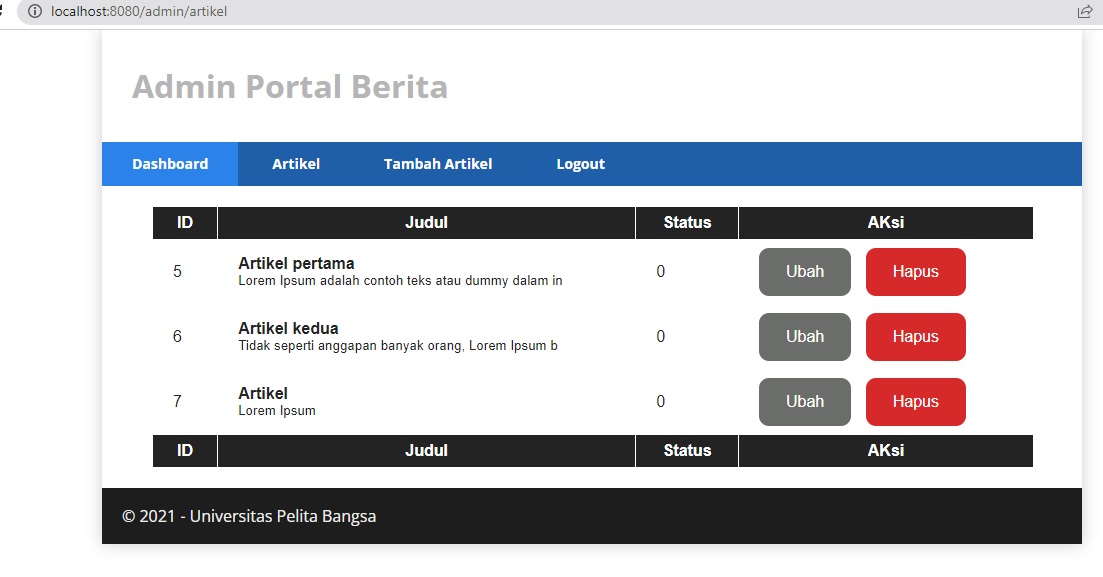 localhost:8080/admin/artikel
Admin Portal Berita
Dashboard Artikel Tambah Artikel Logout
ID Judul Status AKsi
5 Artikel pertama 0 Ubah Hapus
Lorem Ipsum adalah contoh teks atau dummy dalam in
6 Artikel kedua 0 Ubah Hapus
Tidak seperti anggapan banyak orang, Lorem Ipsum b
7 Artikel 0 Ubah Hapus
Lorem Ipsum
ID Judul Status AKsi
© 2021 - Universitas Pelita Bangsa